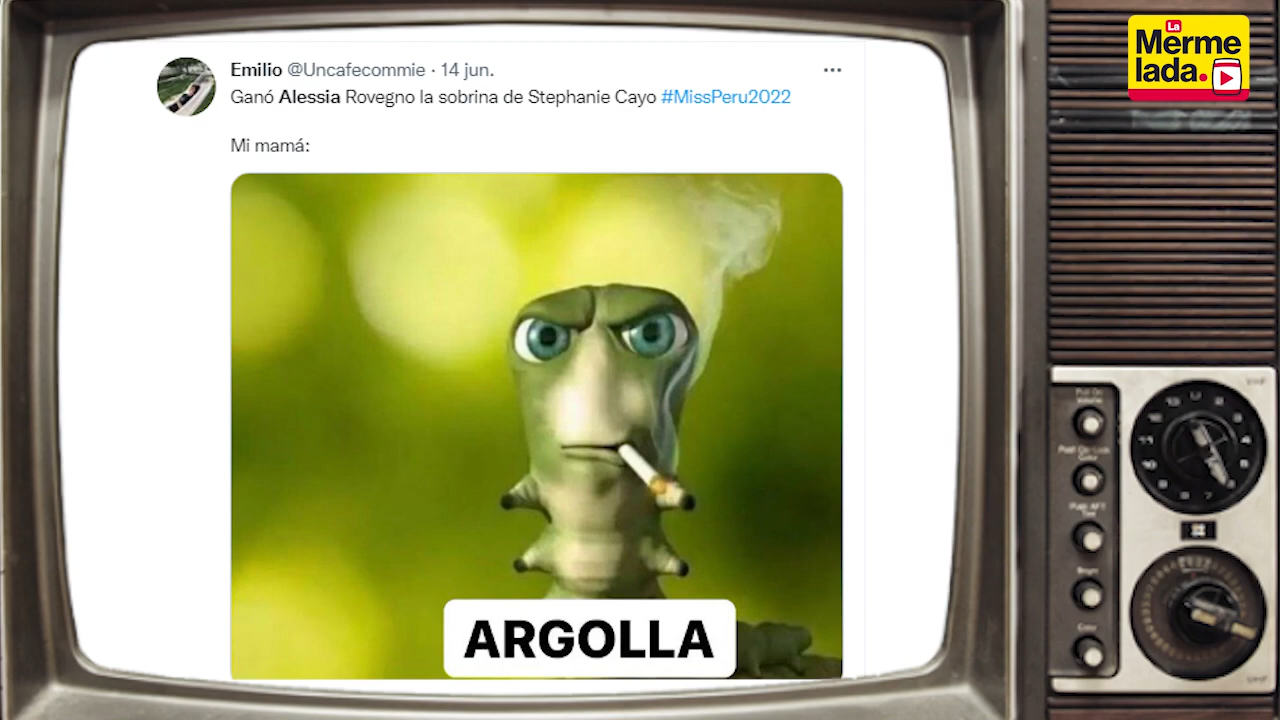 La
Merme
lada.
Emilio @Uncafecommie · 14 jun.
Ganó Alessia Rovegno la sobrina de Stephanie Cayo #MissPeru2022
Mi mamá:
ARGOLLA